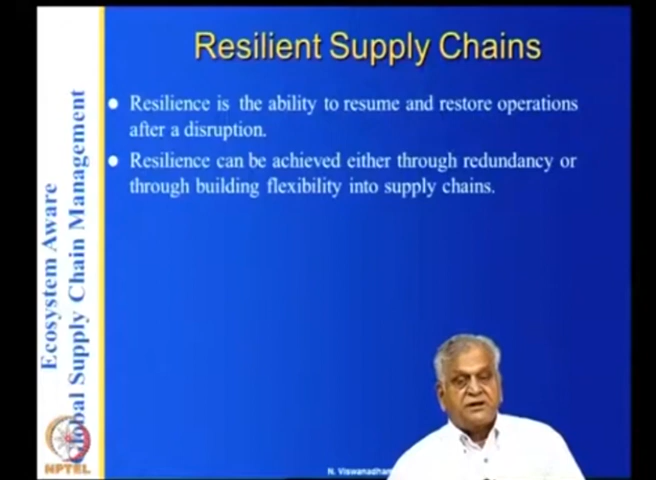 Resilient Supply Chains
Resilience is the ability to resume and restore operations
after a disruption.
Resilience can be achieved either through redundancy or
through building flexibility into supply chains.
Ecosystem Aware
Global Supply Chain Management
NPTEL
N. Viswanadham